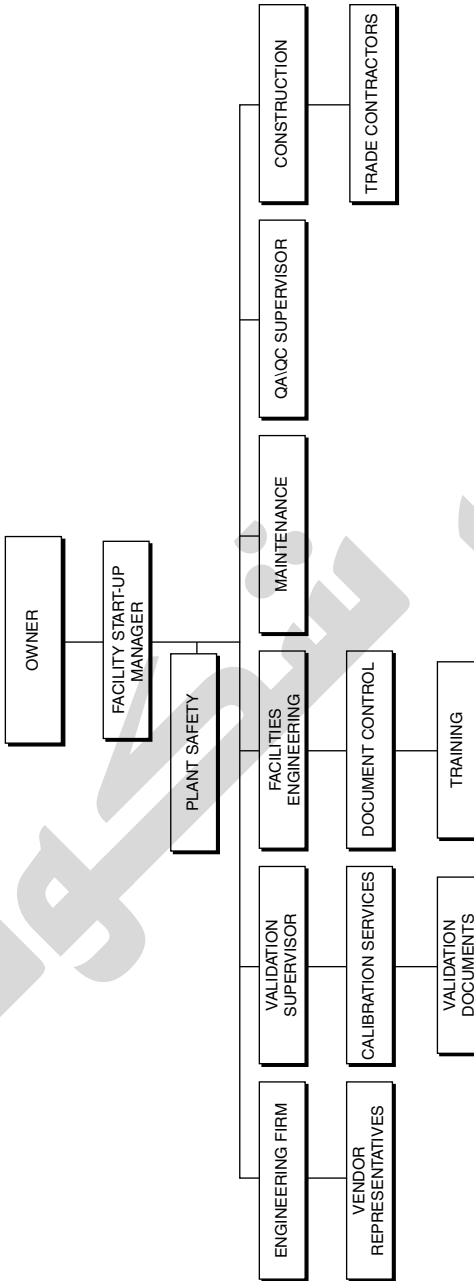 OWNER
FACILITY START-UP
MANAGER
PLANT SAFETY
ENGINEERING FIRM
VALIDATION
SUPERVISOR
FACILITIES
ENGINEERING
MAINTENANCE
QA\QC SUPERVISOR
CONSTRUCTION
VENDOR
REPRESENTATIVES
CALIBRATION SERVICES
DOCUMENT CONTROL
TRADE CONTRACTORS
VALIDATION
DOCUMENTS
TRAINING